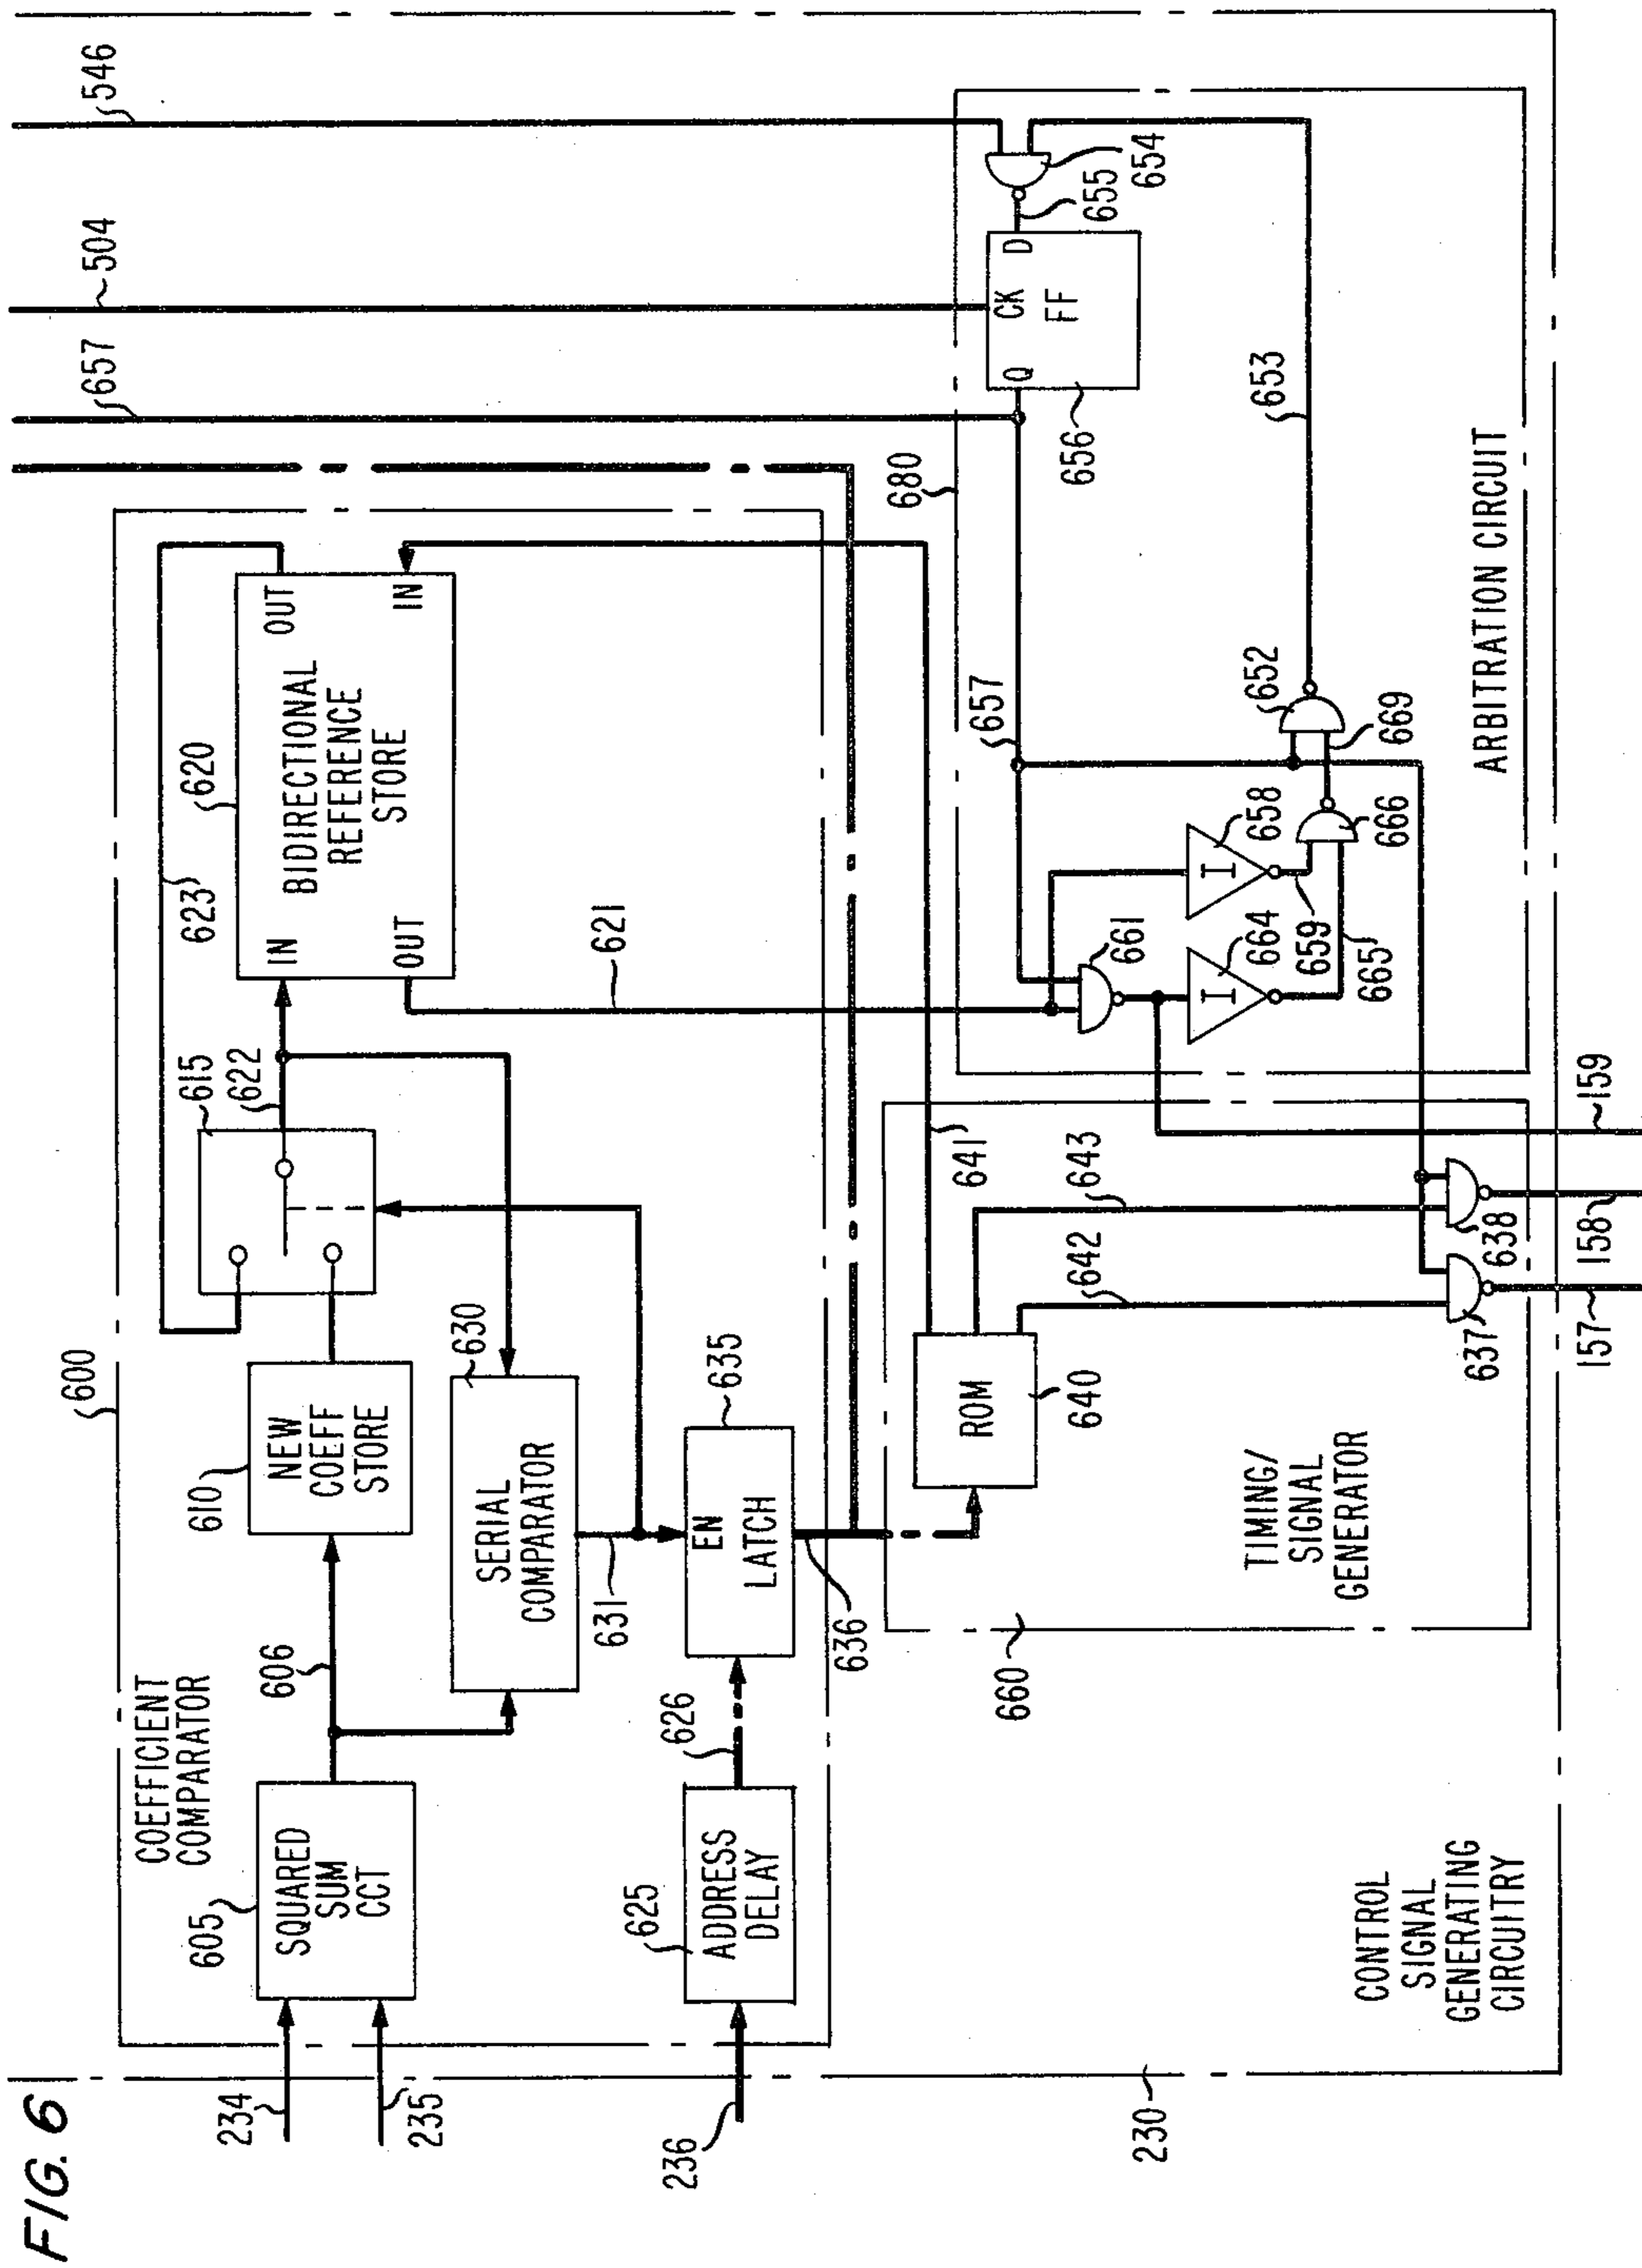 FIG. 6
600
COEFFICIENT
COMPARATOR
234
235
605
SQUARED
SUM
CCT
606
610
NEW
COEFF
STORE
615
622
623
620
IN
OUT
BIDIRECTIONAL
REFERENCE
STORE
OUT
IN
630
SERIAL
COMPARATOR
631
621
236
625
ADDRESS
DELAY
626
635
EN
LATCH
636
657
504
546
680
641
657
656
Q
CK
FF
D
655
654
660
ROM
640
642
643
TIMING/
SIGNAL
GENERATOR
661
664
I
658
I
659
665
666
669
652
653
ARBITRATION CIRCUIT
637
638
157
158
159
230
CONTROL
SIGNAL
GENERATING
CIRCUITRY